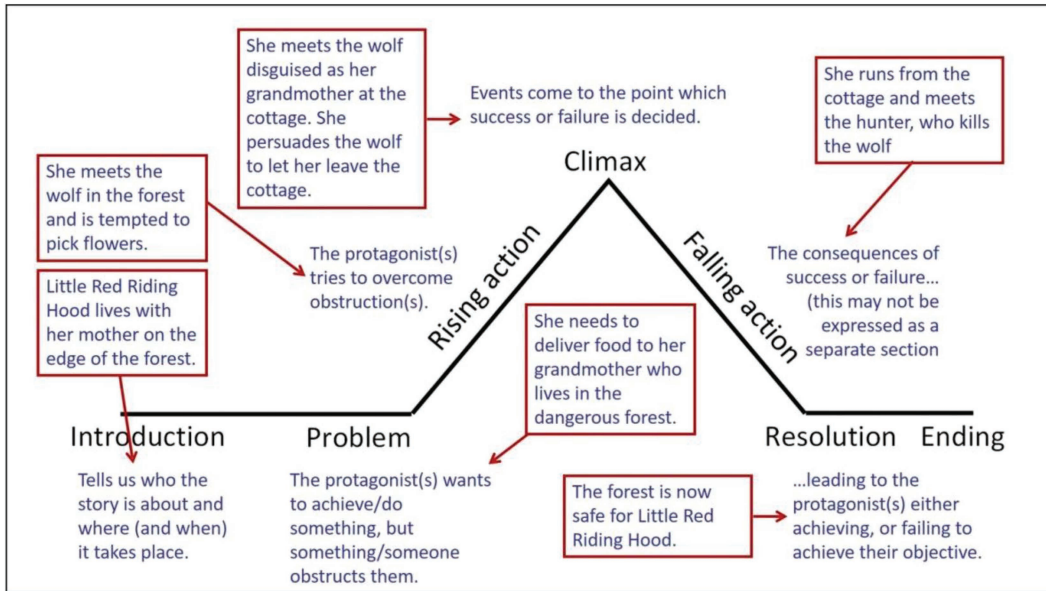 She meets the wolf
disguised as her
grandmother at the
cottage. She
persuades the wolf
to let her leave the
cottage.
Events come to the point which
success or failure is decided.
She runs from the
cottage and meets
the hunter, who kills
the wolf
Climax
She meets the
wolf in the forest
and is tempted to
pick flowers.
The protagonist(s)
tries to overcome
obstruction(s).
Rising action
Falling action
The consequences of
success or failure...
(this may not be
expressed as a
separate section
Little Red Riding
Hood lives with
her mother on the
edge of the forest.
She needs to
deliver food to her
grandmother who
lives in the
dangerous forest.
Introduction
Problem
Resolution
Ending
Tells us who the
story is about and
where (and when)
it takes place.
The protagonist(s) wants
to achieve/do
something, but
something/someone
obstructs them.
The forest is now
safe for Little Red
Riding Hood.
...leading to the
protagonist(s) either
achieving, or failing to
achieve their objective.